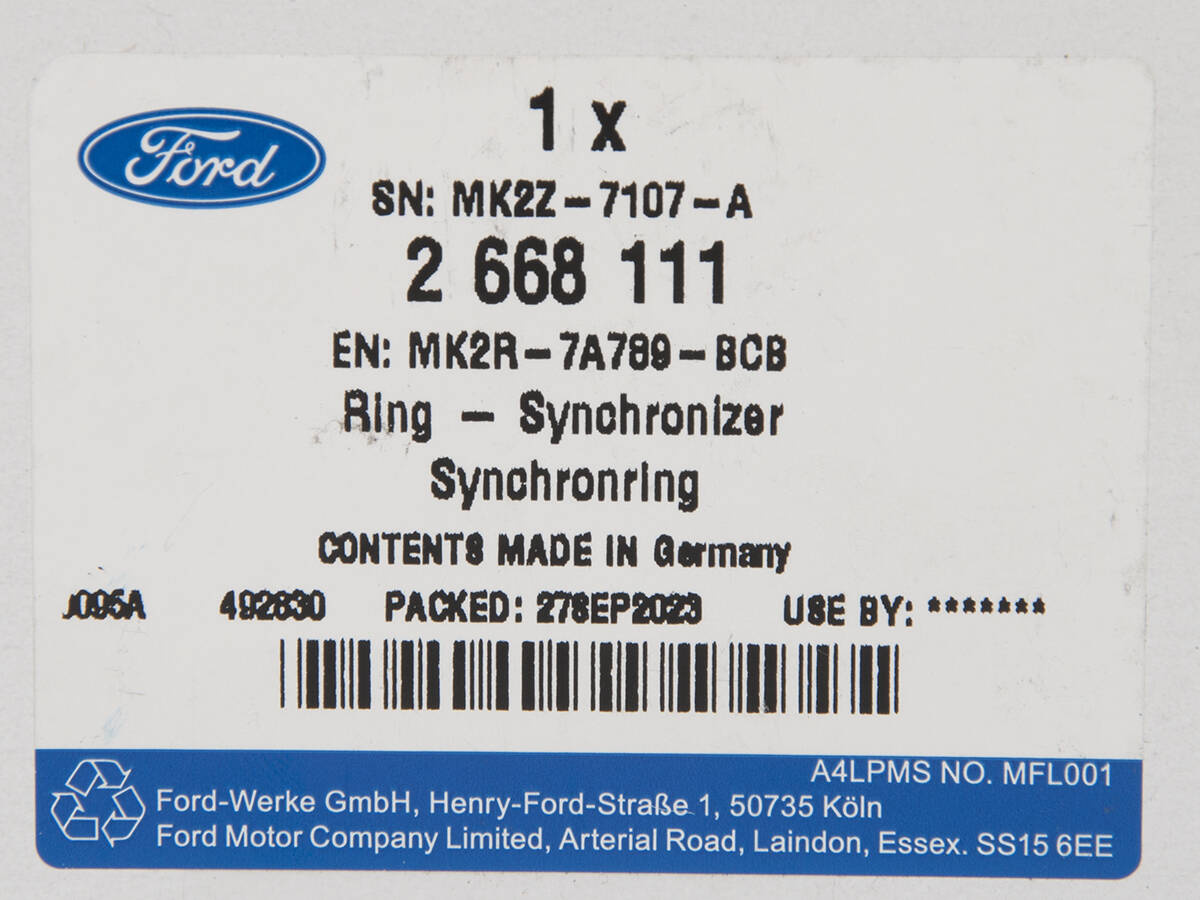 Ford
1 x
SN: MK2Z-7107-A
2 668 111
EN: MK2R-7A789-BCB
Ring - Synchronizer
Synchronring
CONTENTS MADE IN Germany
492830 PACKED: 27SEP2023 USE BY: *******
A4LPMS NO. MFL001
Ford-Werke GmbH, Henry-Ford-Straße 1, 50735 Köln
Ford Motor Company Limited, Arterial Road, Laindon, Essex. SS15 6EE